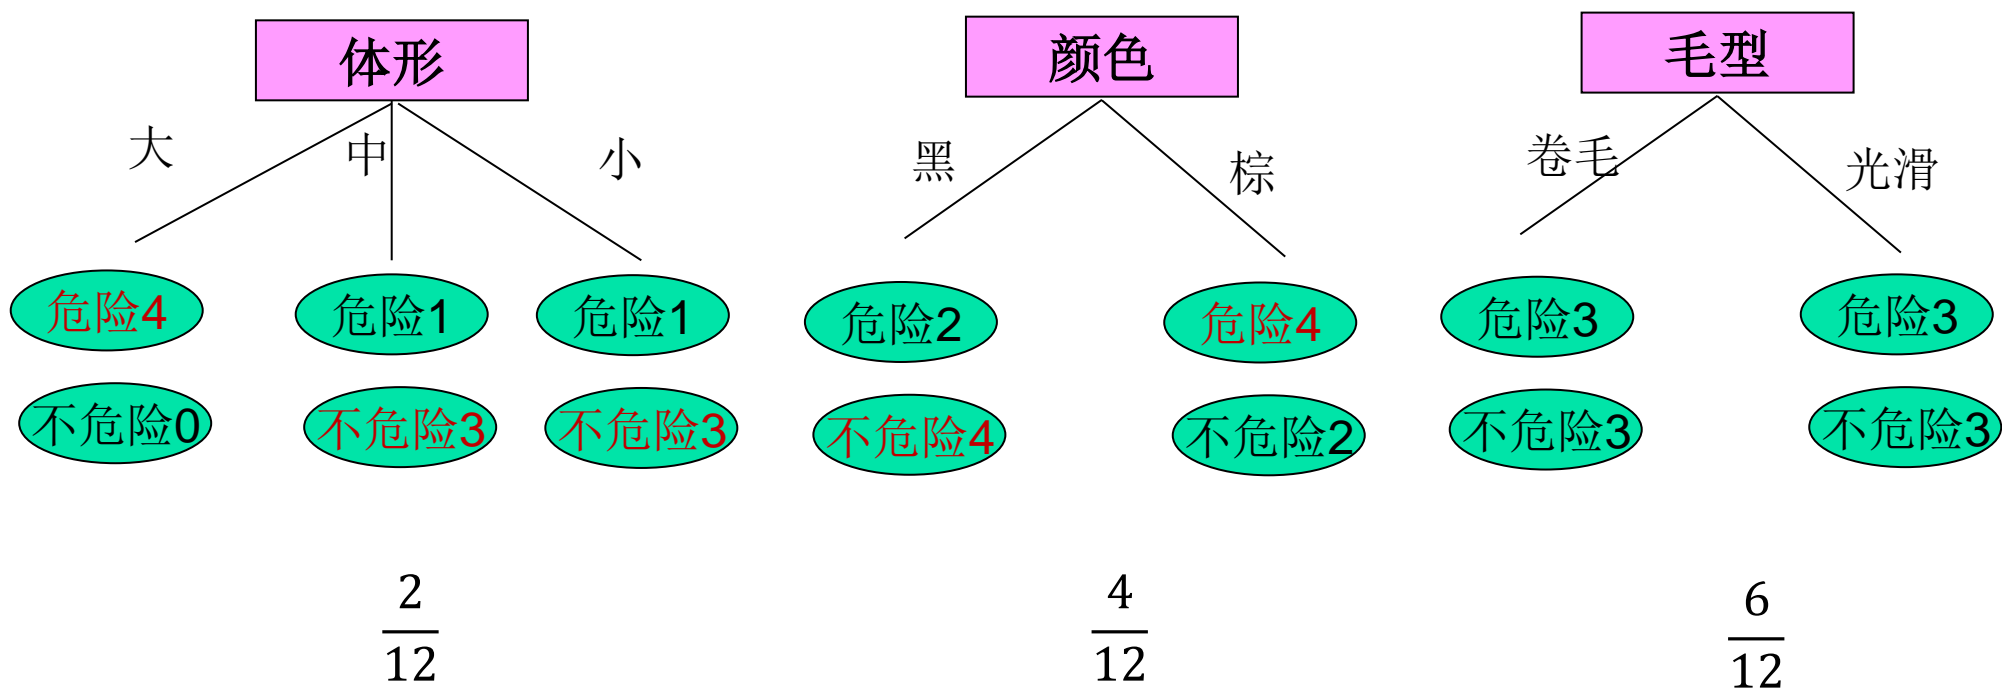 体形
颜色
毛型
大
中
小
黑
棕
卷毛
光滑
危险4
危险1
危险1
危险2
危险4
危险3
危险3
不危险0
不危险3
不危险3
不危险4
不危险2
不危险3
不危险3
2
12
4
12
6
12